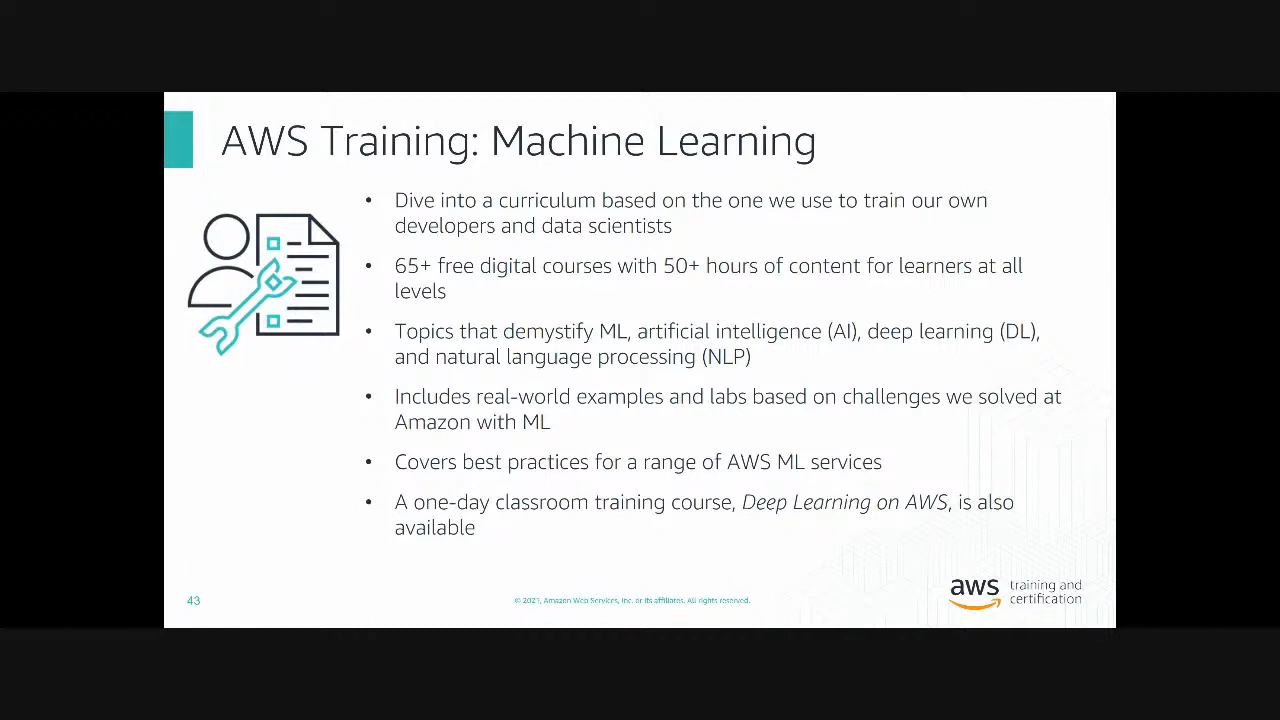 AWS Training: Machine Learning
• Dive into a curriculum based on the one we use to train our own
developers and data scientists
• 65+ free digital courses with 50+ hours of content for learners at all
levels
• Topics that demystify ML, artificial intelligence (AI), deep learning (DL),
and natural language processing (NLP)
• Includes real-world examples and labs based on challenges we solved at
Amazon with ML
• Covers best practices for a range of AWS ML services
• A one-day classroom training course, Deep Learning on AWS, is also
available
43
© 2021, Amazon Web Services, Inc. or its affiliates. All rights reserved.
aws training and
certification